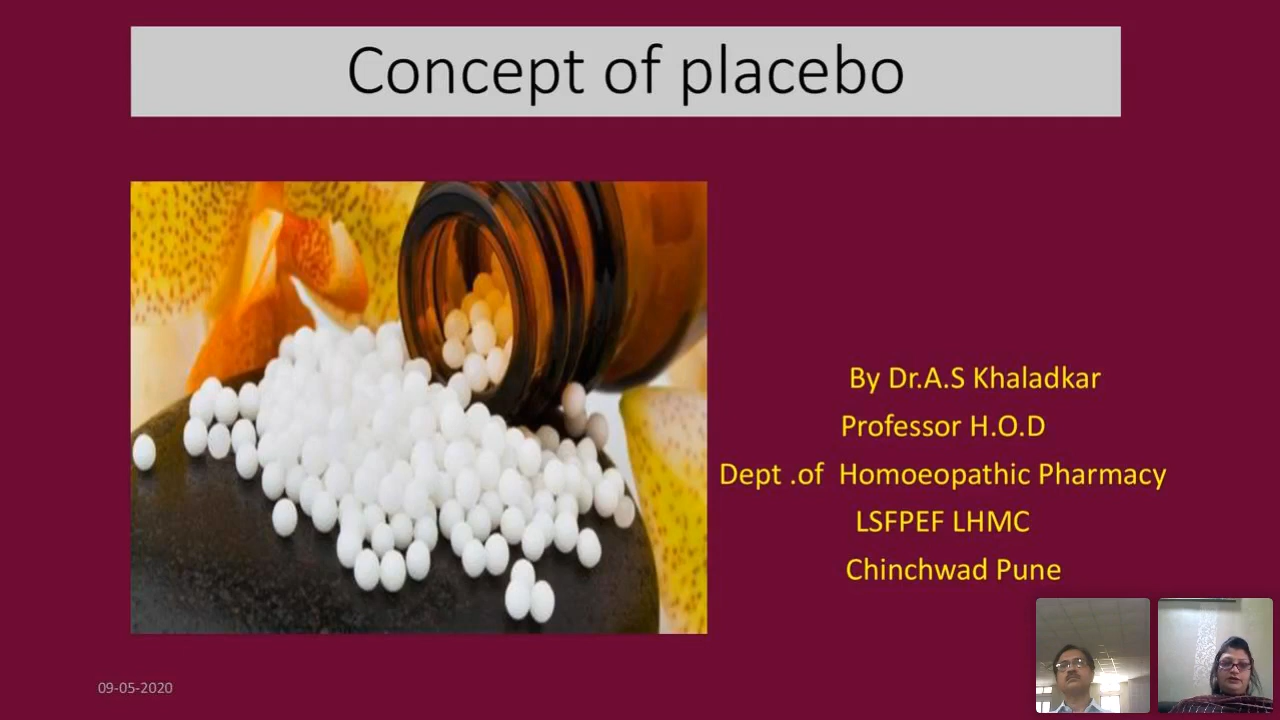 Concept of placebo
By Dr.A.S Khaladkar
Professor H.O.D
Dept .of Homoeopathic Pharmacy
LSFPEF LHMC
Chinchwad Pune
09-05-2020